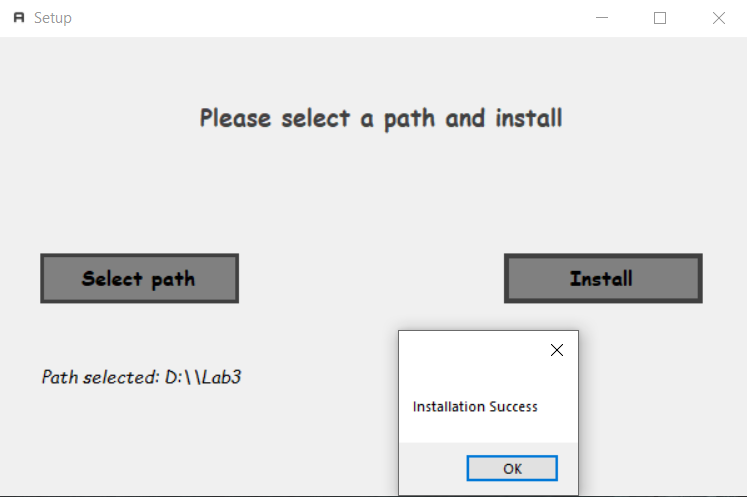 Setup
Please select a path and install
Select path
Install
Path selected: D:\\Lab3
Installation Success
OK